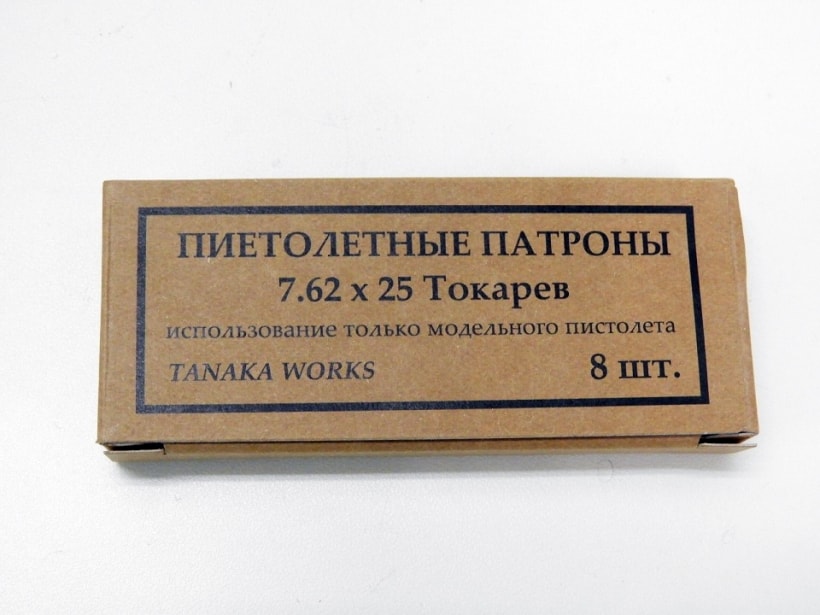 ПИЕТОЛЕТНЫЕ ПАТРОНЫ
7.62 х 25 Токарев
использование только модельного пистолета
TANAKA WORKS 8 шт.